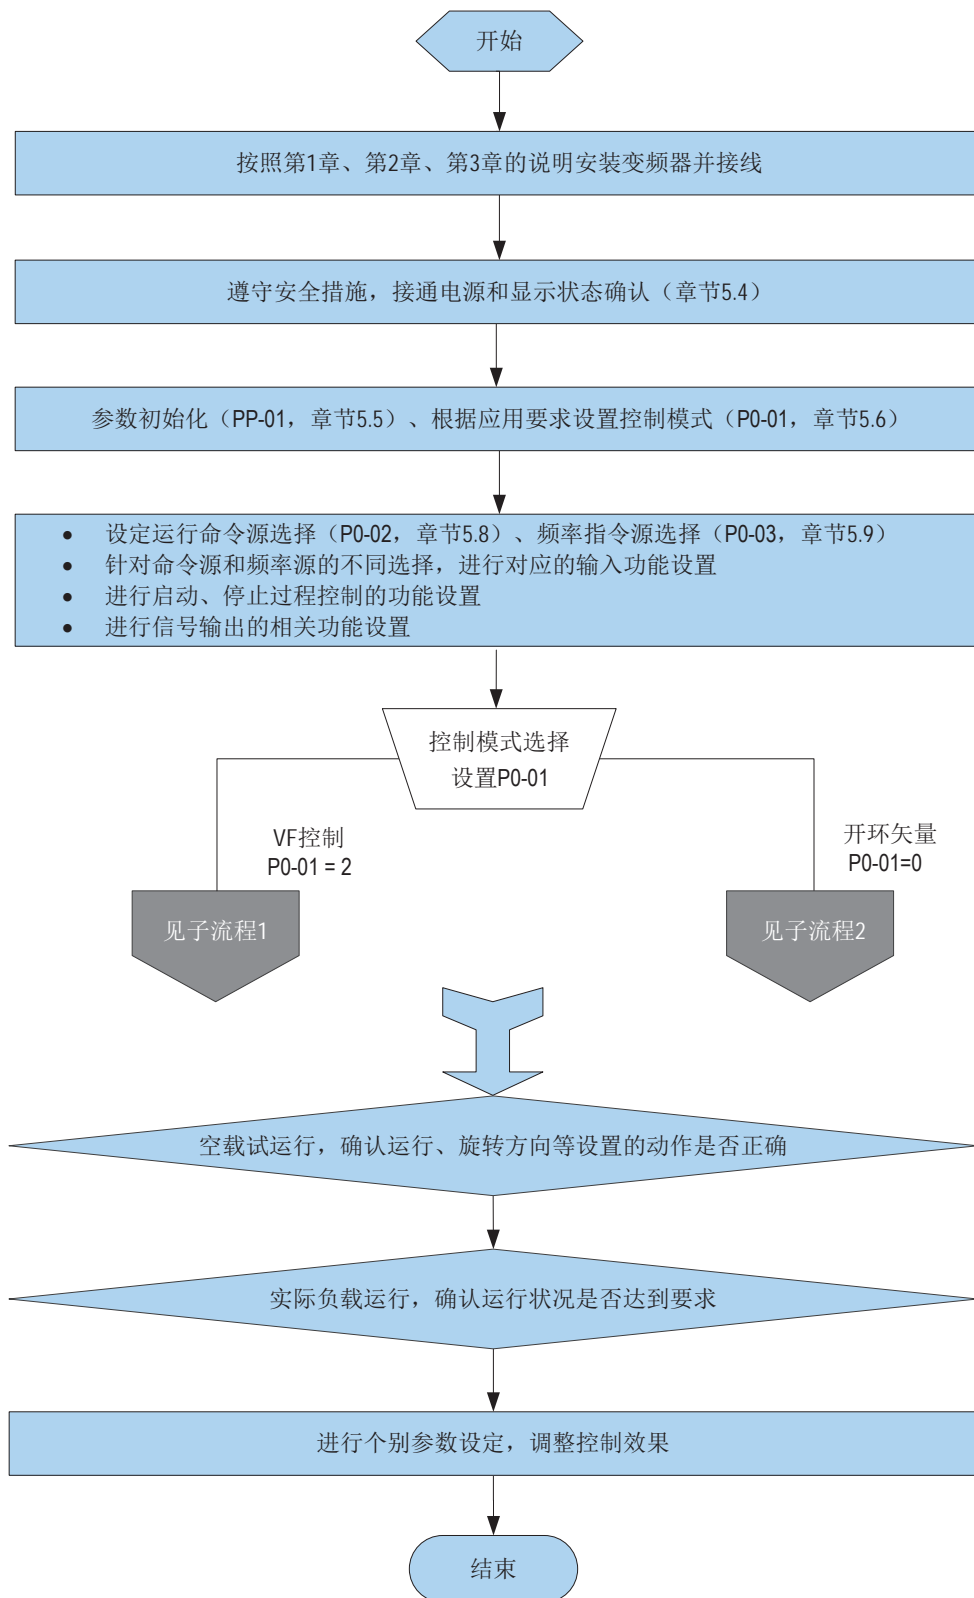 开始
按照第1章、第2章、第3章的说明安装变频器并接线
遵守安全措施，接通电源和显示状态确认（章节5.4）
参数初始化（PP-01，章节5.5）、根据应用要求设置控制模式（P0-01，章节5.6）
• 设定运行命令源选择（P0-02，章节5.8）、频率指令源选择（P0-03，章节5.9）
• 针对命令源和频率源的不同选择，进行对应的输入功能设置
• 进行启动、停止过程控制的功能设置
• 进行信号输出的相关功能设置
控制模式选择
设置P0-01
VF控制
P0-01 = 2
开环矢量
P0-01=0
见子流程1
见子流程2
空载试运行，确认运行、旋转方向等设置的动作是否正确
实际负载运行，确认运行状况是否达到要求
进行个别参数设定，调整控制效果
结束